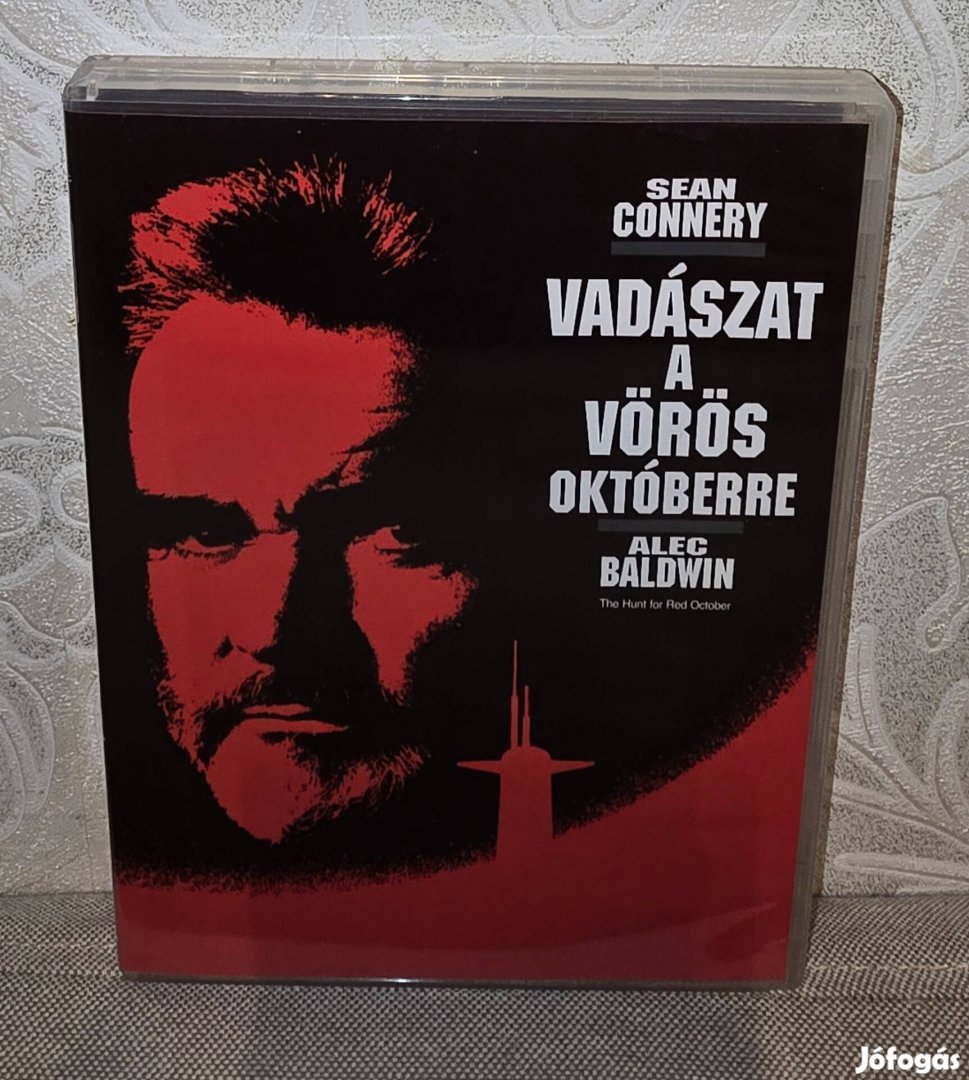 SEAN
CONNERY
VADÁSZAT
A
VÖRÖS
OKTÓBERRE
ALEC
BALDWIN
The Hunt for Red October
Jófogás